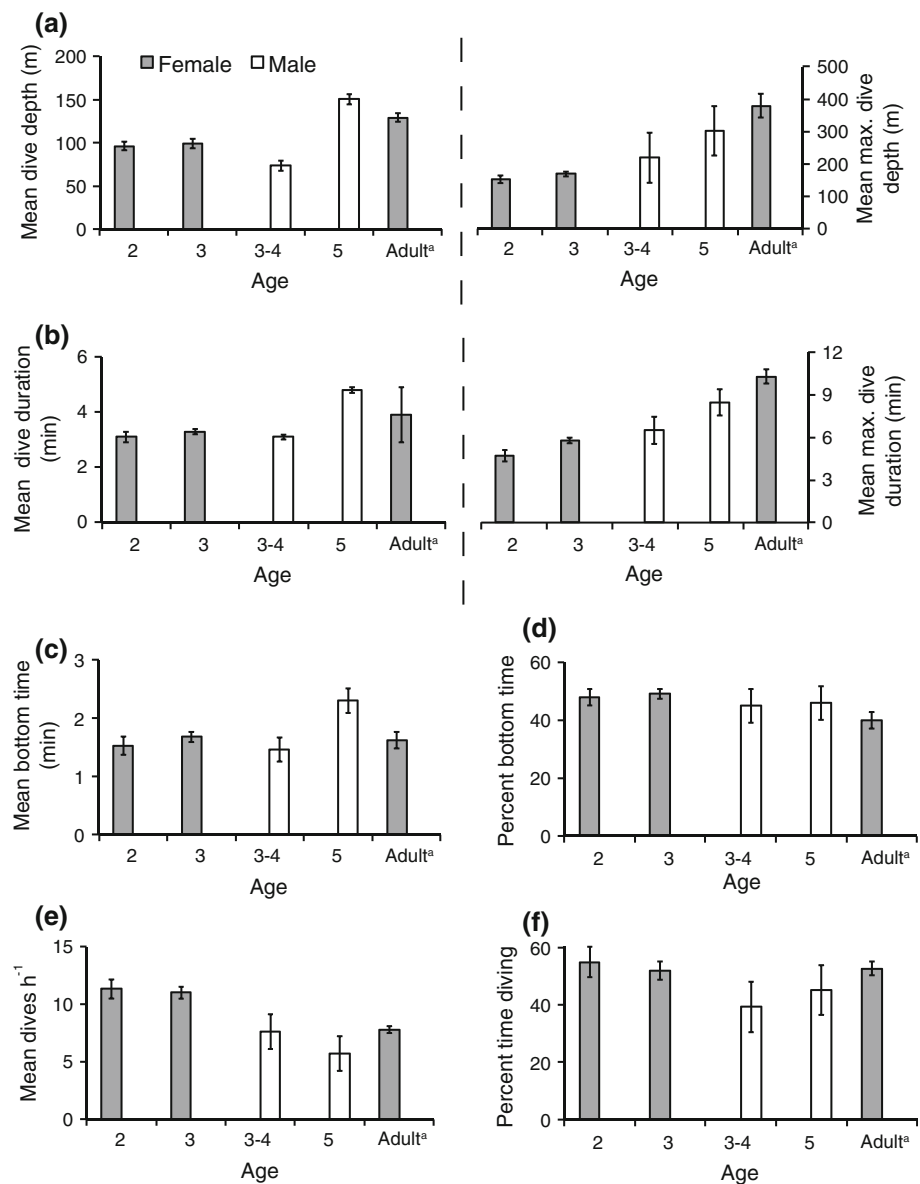 (a)
Female Male
Mean dive depth (m)
200
150
100
50
0
2 3 3-4 5 Adultᵃ
Age
Mean max. dive
depth (m)
500
400
300
200
100
0
2 3 3-4 5 Adultᵃ
Age
(b)
Mean dive duration
(min)
6
4
2
0
2 3 3-4 5 Adultᵃ
Age
Mean max. dive
duration (min)
12
9
6
3
0
2 3 3-4 5 Adultᵃ
Age
(c)
Mean bottom time
(min)
3
2
1
0
2 3 3-4 5 Adultᵃ
Age
(d)
Percent bottom time
60
40
20
0
2 3 3-4 5 Adultᵃ
Age
(e)
Mean dives h⁻¹
15
10
5
0
2 3 3-4 5 Adultᵃ
Age
(f)
Percent time diving
60
40
20
0
2 3 3-4 5 Adultᵃ
Age